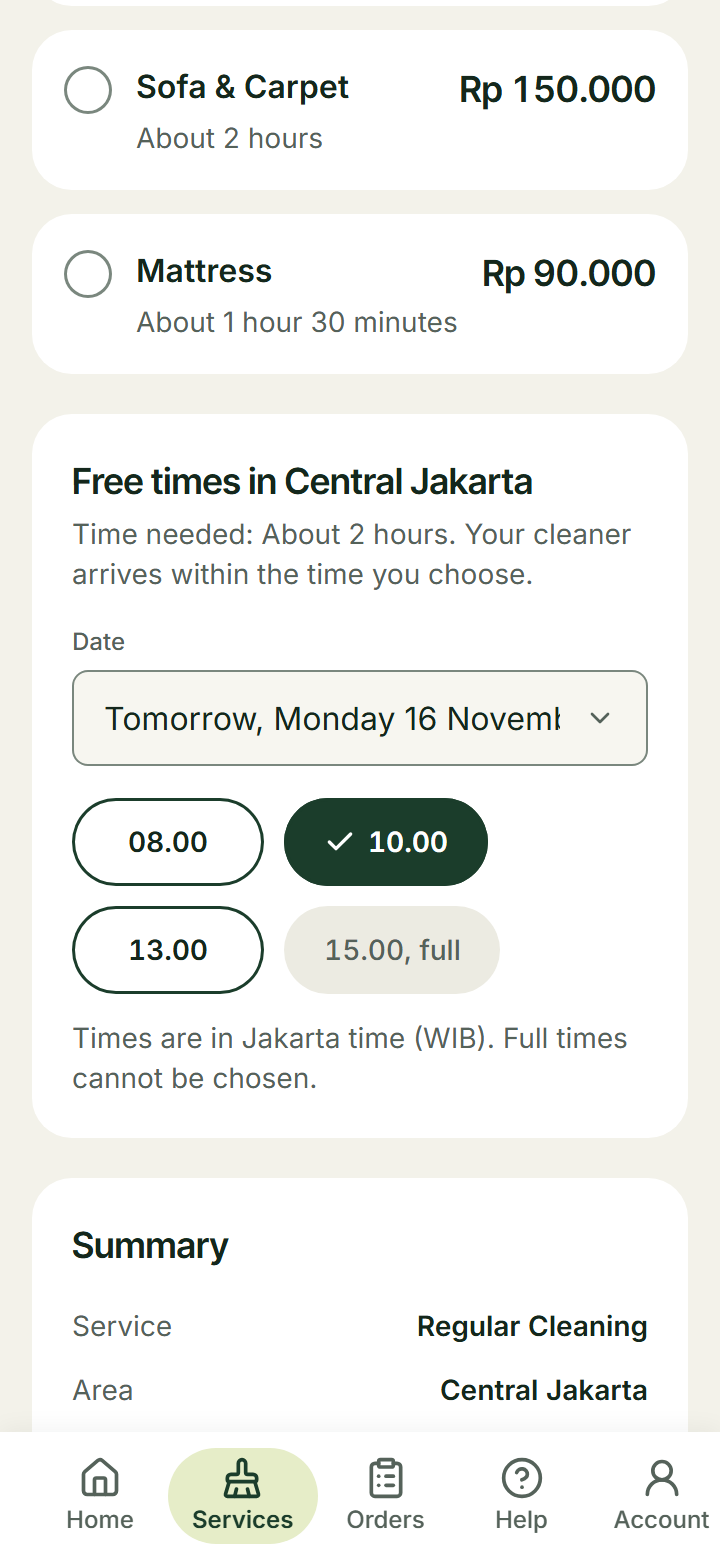 Sofa & Carpet
Rp 150.000
About 2 hours
Mattress
Rp 90.000
About 1 hour 30 minutes
Free times in Central Jakarta
Time needed: About 2 hours. Your cleaner
arrives within the time you choose.
Date
Tomorrow, Monday 16 Novemb
08.00
10.00
13.00
15.00, full
Times are in Jakarta time (WIB). Full times
cannot be chosen.
Summary
Service
Regular Cleaning
Area
Central Jakarta
Home
Services
Orders
Help
Account